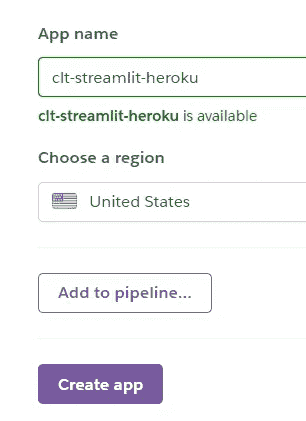 App name
clt-streamlit-heroku
clt-streamlit-heroku is available
Choose a region
United States
Add to pipeline...
Create app